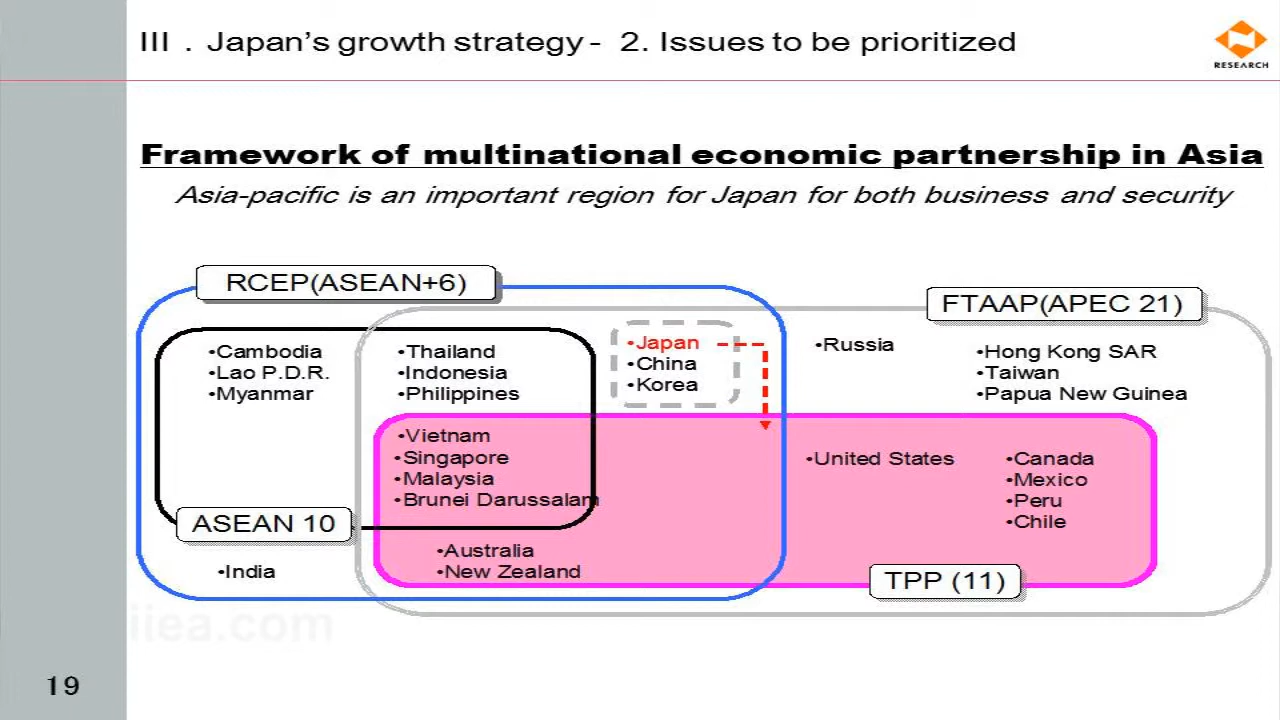 III．Japan's growth strategy - 2. Issues to be prioritized
RESEARCH
Framework of multinational economic partnership in Asia
Asia-pacific is an important region for Japan for both business and security
RCEP(ASEAN+6)
FTAAP(APEC 21)
•Cambodia
•Lao P.D.R.
•Myanmar
•Thailand
•Indonesia
•Philippines
•Japan
•China
•Korea
•Russia
•Hong Kong SAR
•Taiwan
•Papua New Guinea
•Vietnam
•Singapore
•Malaysia
•Brunei Darussalam
•United States
•Canada
•Mexico
•Peru
•Chile
ASEAN 10
•Australia
•New Zealand
•India
TPP (11)
iiea.com
19